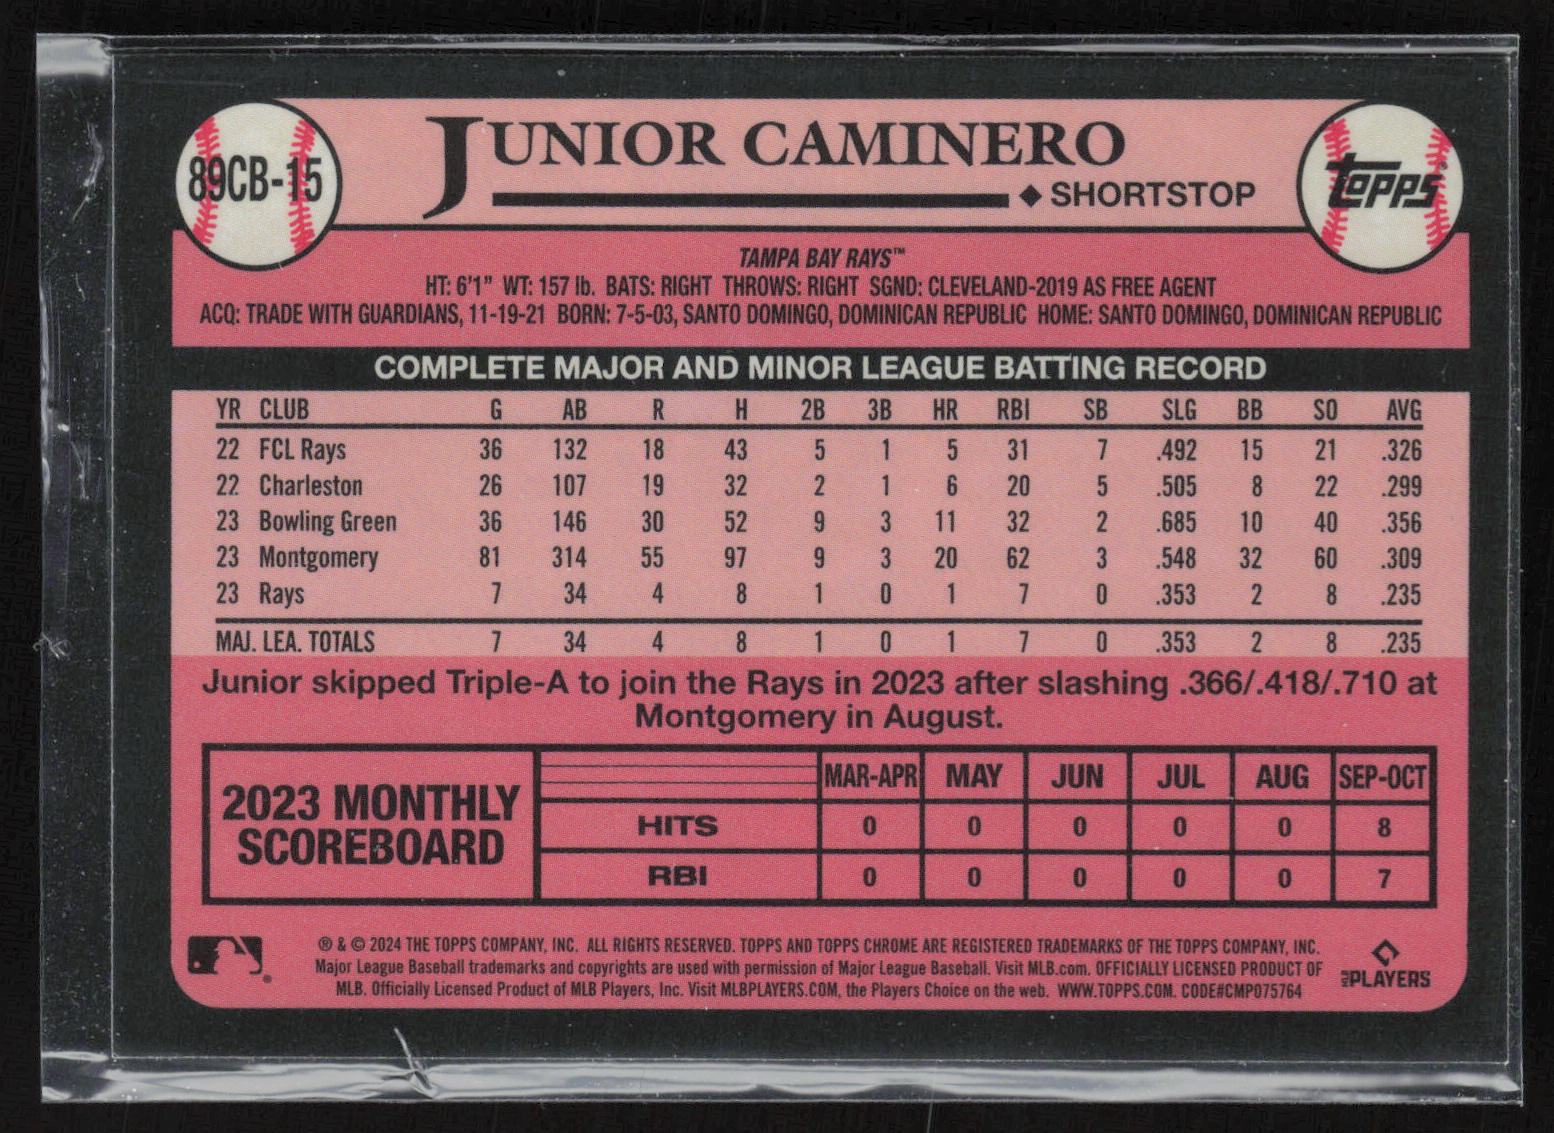 89CB-15
JUNIOR CAMINERO
◆ SHORTSTOP
topps®
TAMPA BAY RAYS™
HT: 6'1" WT: 157 lb. BATS: RIGHT THROWS: RIGHT SGND: CLEVELAND-2019 AS FREE AGENT
ACQ: TRADE WITH GUARDIANS, 11-19-21 BORN: 7-5-03, SANTO DOMINGO, DOMINICAN REPUBLIC HOME: SANTO DOMINGO, DOMINICAN REPUBLIC
COMPLETE MAJOR AND MINOR LEAGUE BATTING RECORD
YR CLUB G AB R H 2B 3B HR RBI SB SLG BB SO AVG
22 FCL Rays 36 132 18 43 5 1 5 31 7 .492 15 21 .326
22 Charleston 26 107 19 32 2 1 6 20 5 .505 8 22 .299
23 Bowling Green 36 146 30 52 9 3 11 32 2 .685 10 40 .356
23 Montgomery 81 314 55 97 9 3 20 62 3 .548 32 60 .309
23 Rays 7 34 4 8 1 0 1 7 0 .353 2 8 .235
MAJ. LEA. TOTALS 7 34 4 8 1 0 1 7 0 .353 2 8 .235
Junior skipped Triple-A to join the Rays in 2023 after slashing .366/.418/.710 at
Montgomery in August.
2023 MONTHLY
SCOREBOARD
MAR-APR MAY JUN JUL AUG SEP-OCT
HITS 0 0 0 0 0 8
RBI 0 0 0 0 0 7
® & © 2024 THE TOPPS COMPANY, INC. ALL RIGHTS RESERVED. TOPPS AND TOPPS CHROME ARE REGISTERED TRADEMARKS OF THE TOPPS COMPANY, INC.
Major League Baseball trademarks and copyrights are used with permission of Major League Baseball. Visit MLB.com. OFFICIALLY LICENSED PRODUCT OF
MLB. Officially Licensed Product of MLB Players, Inc. Visit MLBPLAYERS.COM, the Players Choice on the web. WWW.TOPPS.COM. CODE#CMP075764
®
MLB PLAYERS